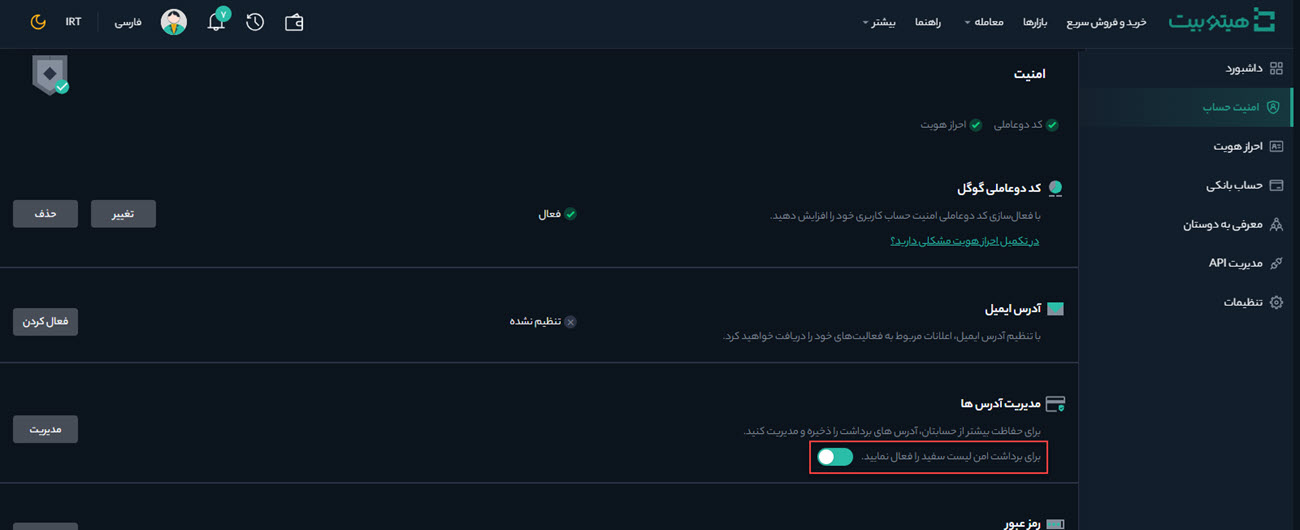 هیتوبیت
خرید و فروش سریع
بازارها
معامله
راهنما
بیشتر
۷
فارسی
IRT
داشبورد
امنیت حساب
احراز هویت
حساب بانکی
معرفی به دوستان
مدیریت API
تنظیمات
امنیت
کد دوعاملی احراز هویت
کد دوعاملی گوگل
با فعال‌سازی کد دوعاملی امنیت حساب کاربری خود را افزایش دهید.
در تکمیل احراز هویت مشکلی دارید؟
فعال
تغییر
حذف
آدرس ایمیل
با تنظیم آدرس ایمیل، اعلانات مربوط به فعالیت‌های خود را دریافت خواهید کرد.
تنظیم نشده
فعال کردن
مدیریت آدرس ها
برای حفاظت بیشتر از حسابتان، آدرس های برداشت را ذخیره و مدیریت کنید.
برای برداشت امن لیست سفید را فعال نمایید.
مدیریت
رمز عبور